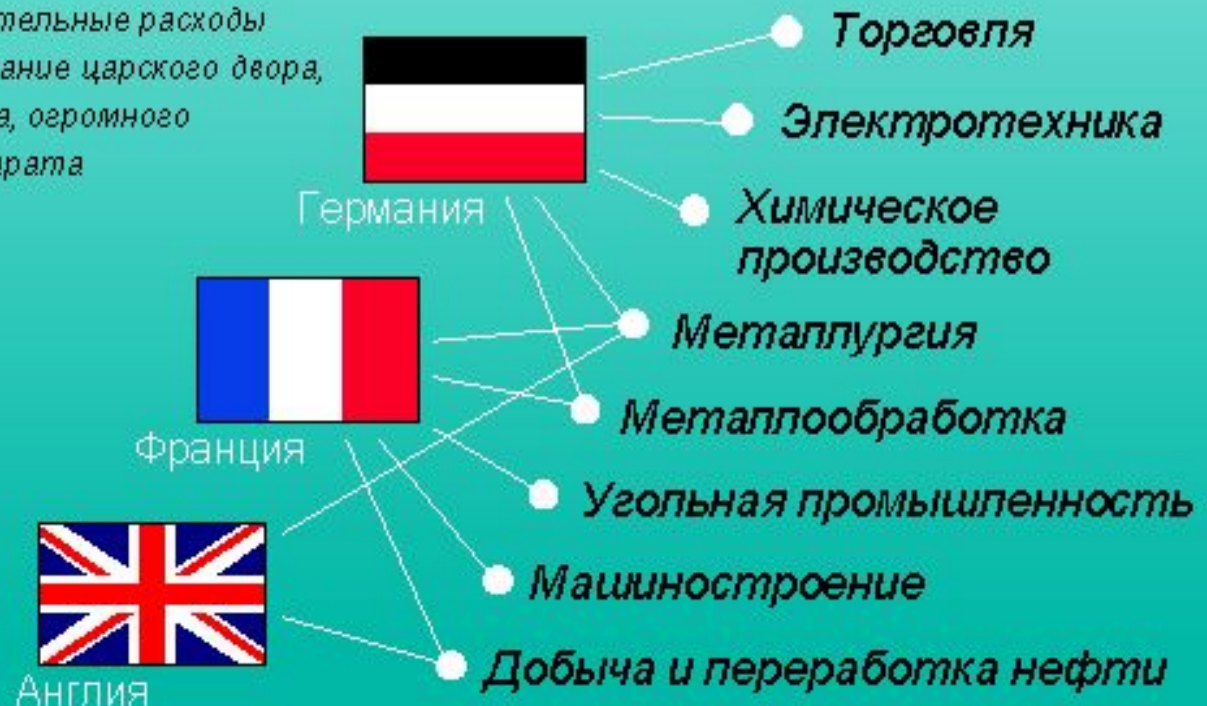 тельные расходы
ание царского двора,
а, огромного
арата
Торговля
Электротехника
Германия
Химическое
производство
Металлургия
Металлообработка
Франция
Угольная промышленность
Машиностроение
Добыча и переработка нефти
Англия